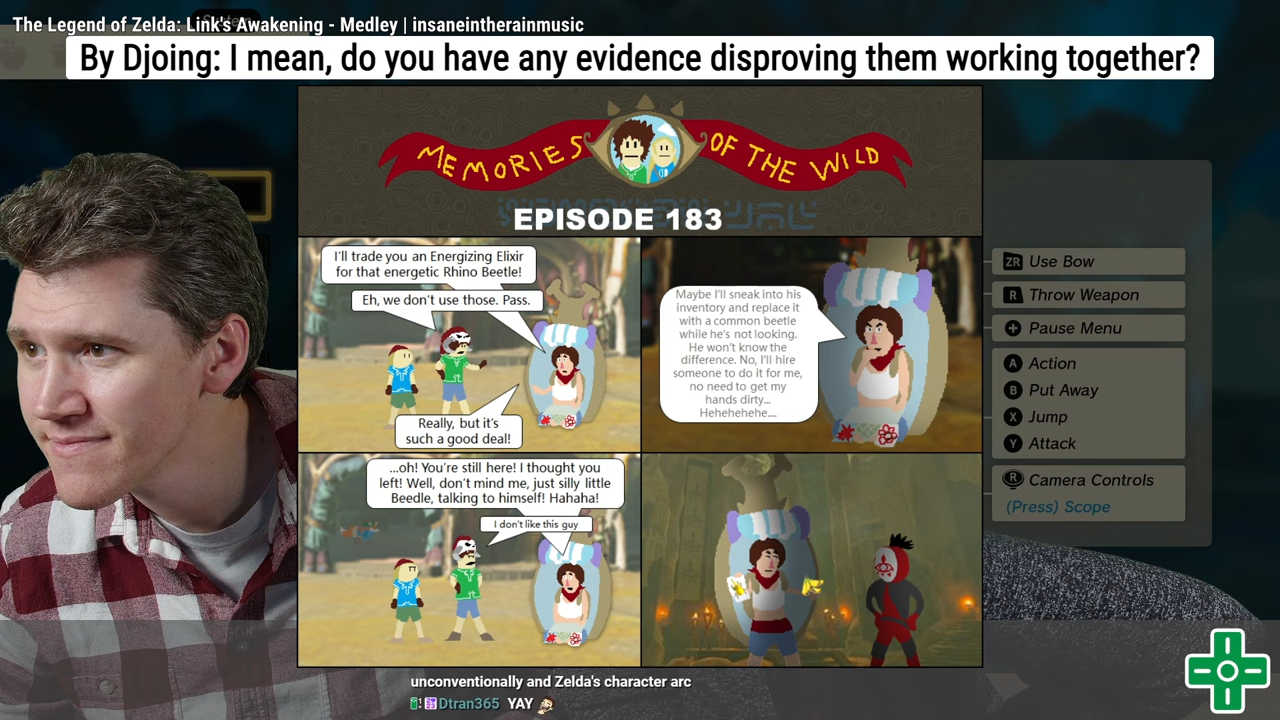 The Legend of Zelda: Link's Awakening - Medley | insaneintherainmusic
By Djoing: I mean, do you have any evidence disproving them working together?
MEMORIES OF THE WILD
EPISODE 183
I'll trade you an Energizing Elixir
for that energetic Rhino Beetle!
Eh, we don't use those. Pass.
Really, but it's
such a good deal!
Maybe I'll sneak into his
inventory and replace it
with a common beetle
while he's not looking.
He won't know the
difference. No, I'll hire
someone to do it for me,
no need to get my
hands dirty...
Hehehehehe....
...oh! You're still here! I thought you
left! Well, don't mind me, just silly little
Beedle, talking to himself! Hahaha!
I don't like this guy
ZR Use Bow
R Throw Weapon
Pause Menu
A Action
B Put Away
X Jump
Y Attack
R Camera Controls
(Press) Scope
unconventionally and Zelda's character arc
Dtran365 YAY